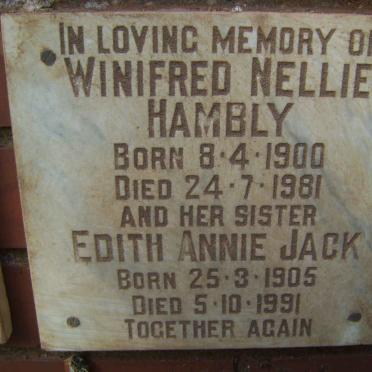 IN LOVING MEMORY OF
WINIFRED NELLIE
HAMBLY
BORN 8·4·1900
DIED 24·7·1981
AND HER SISTER
EDITH ANNIE JACK
BORN 25·3·1905
DIED 5·10·1991
TOGETHER AGAIN